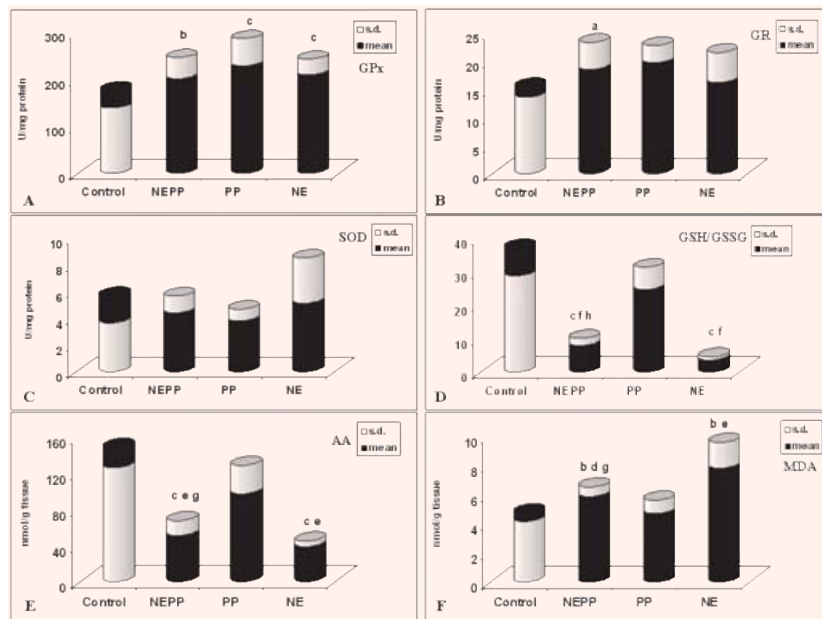 300
200
100
0
U/mg protein
b
c
c
s.d.
mean
GPx
Control NEPP PP NE
A
25
20
15
10
5
0
U/mg protein
a
s.d.
mean
GR
Control NEPP PP NE
B
10
8
6
4
2
0
U/mg protein
SOD
s.d.
mean
Control NEPP PP NE
C
40
30
20
10
0
c f h
c f
s.d.
mean
GSH/GSSG
Control NEPP PP NE
D
160
120
80
40
0
nmol/g tissue
c e g
c e
AA
s.d.
mean
Control NEPP PP NE
E
10
8
6
4
2
0
nmol/g tissue
b d g
b e
s.d.
mean
MDA
Control NEPP PP NE
F